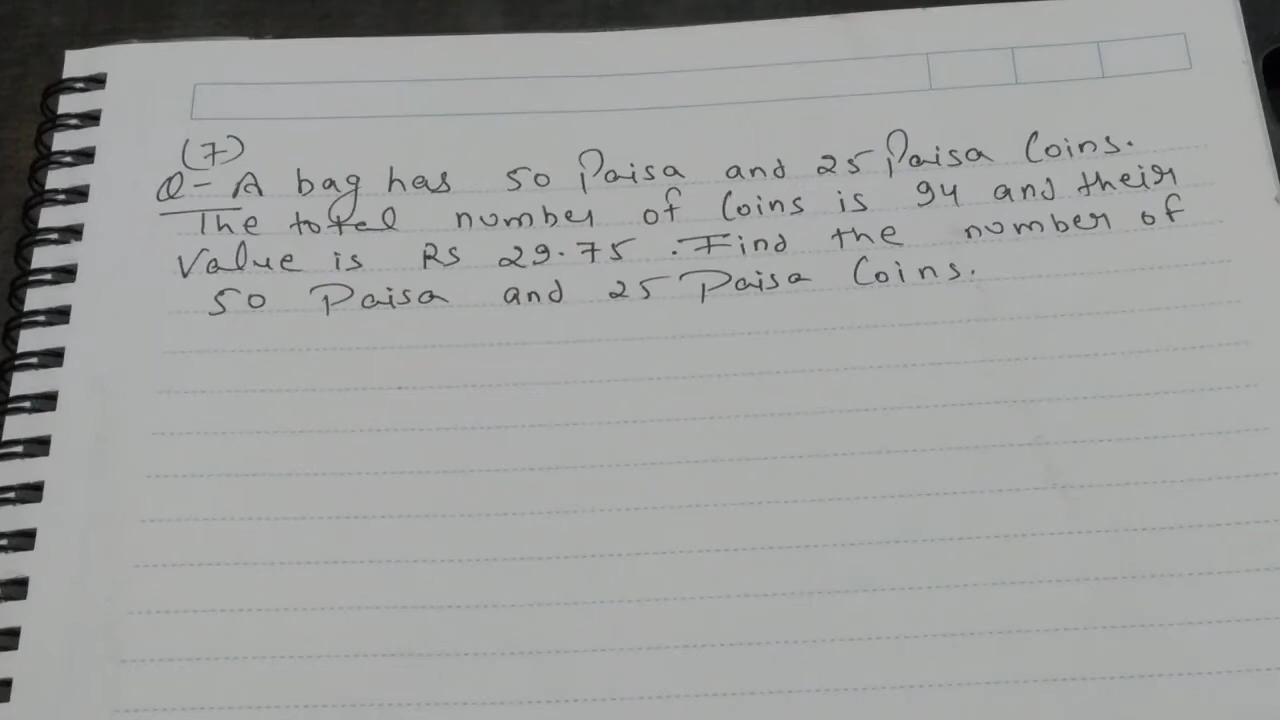 (7)
Q- A bag has 50 Paisa and 25 Paisa Coins.
The total number of Coins is 94 and their
Value is Rs 29.75 . Find the number of
50 Paisa and 25 Paisa Coins.